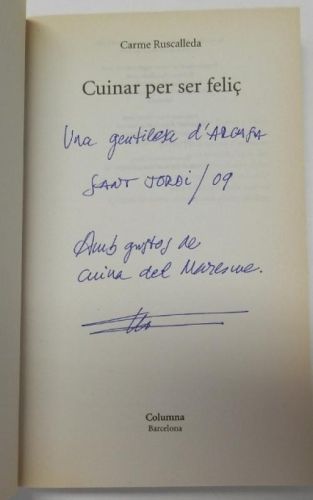 Carme Ruscalleda
Cuinar per ser feliç
Una gentilesa d'ARGASA
SANT JORDI / 09
Amb gustos de
cuina del Maresme.
Columna
Barcelona